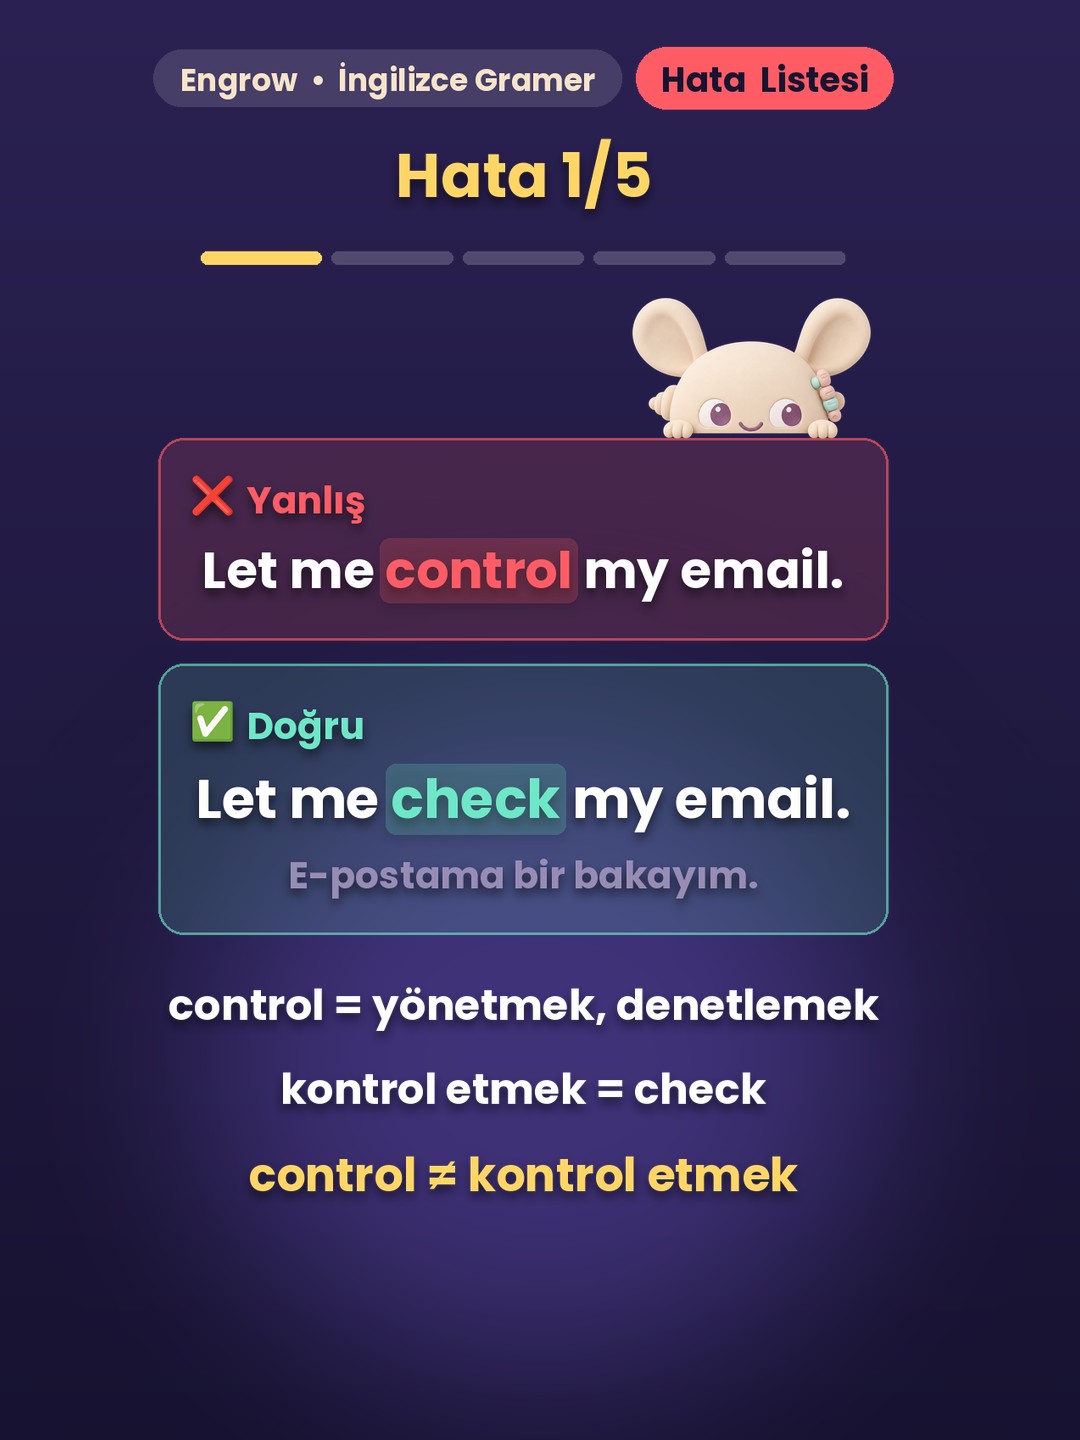 Engrow • İngilizce Gramer
Hata Listesi
Hata 1/5
❌ Yanlış
Let me control my email.
✅ Doğru
Let me check my email.
E-postama bir bakayım.
control = yönetmek, denetlemek
kontrol etmek = check
control ≠ kontrol etmek